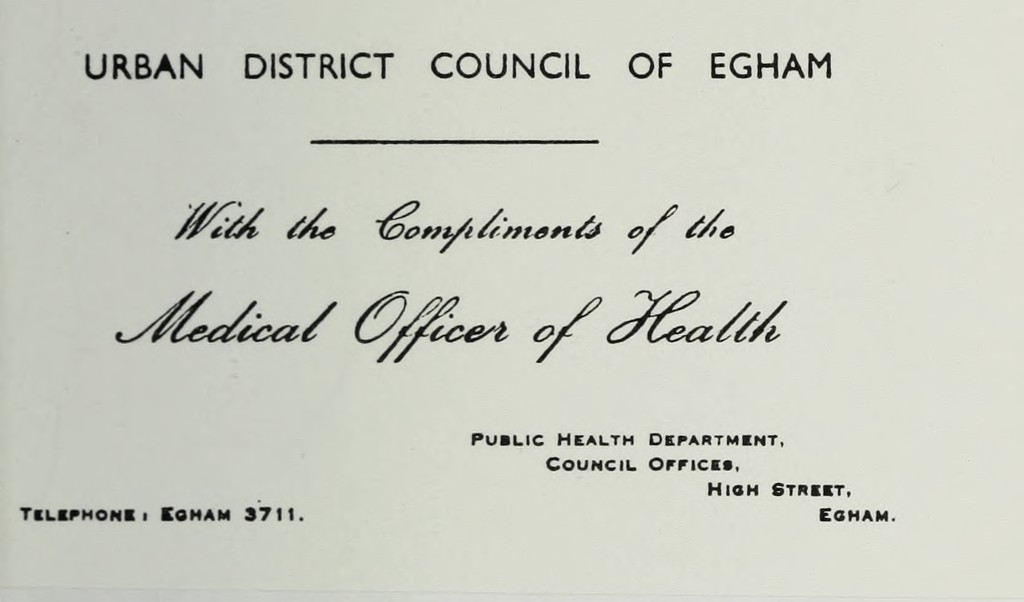 URBAN DISTRICT COUNCIL OF EGHAM
With the Compliments of the
Medical Officer of Health
PUBLIC HEALTH DEPARTMENT,
COUNCIL OFFICES,
HIGH STREET,
TELEPHONE: EGHAM 3711.
EGHAM.